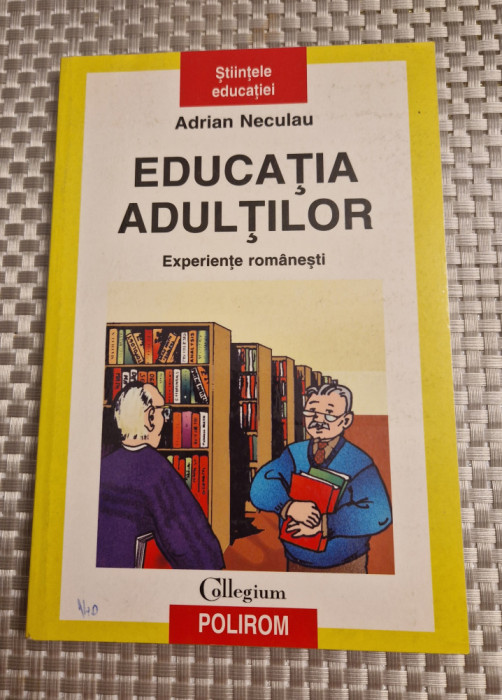 Științele
educației
Adrian Neculau
EDUCAȚIA
ADULȚILOR
Experiențe românești
Collegium
POLIROM